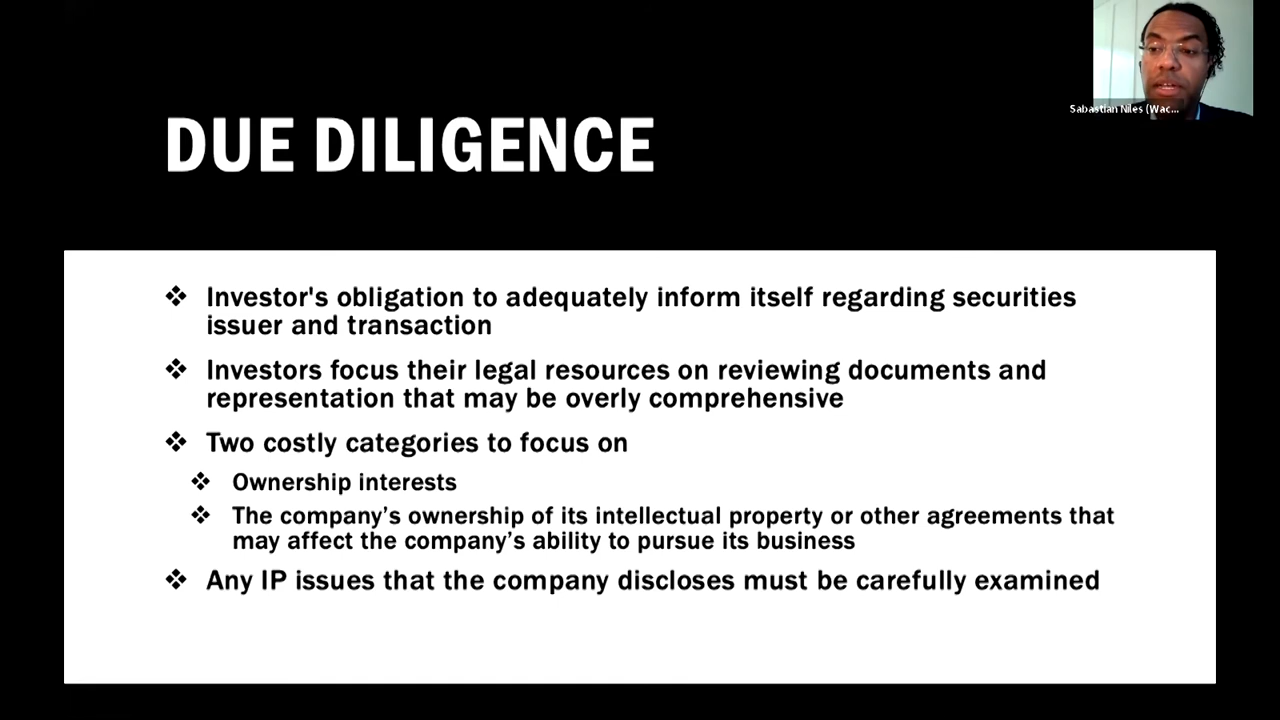 Sabastian Niles (Wac...
DUE DILIGENCE
❖ Investor's obligation to adequately inform itself regarding securities
issuer and transaction
❖ Investors focus their legal resources on reviewing documents and
representation that may be overly comprehensive
❖ Two costly categories to focus on
❖ Ownership interests
❖ The company’s ownership of its intellectual property or other agreements that
may affect the company’s ability to pursue its business
❖ Any IP issues that the company discloses must be carefully examined